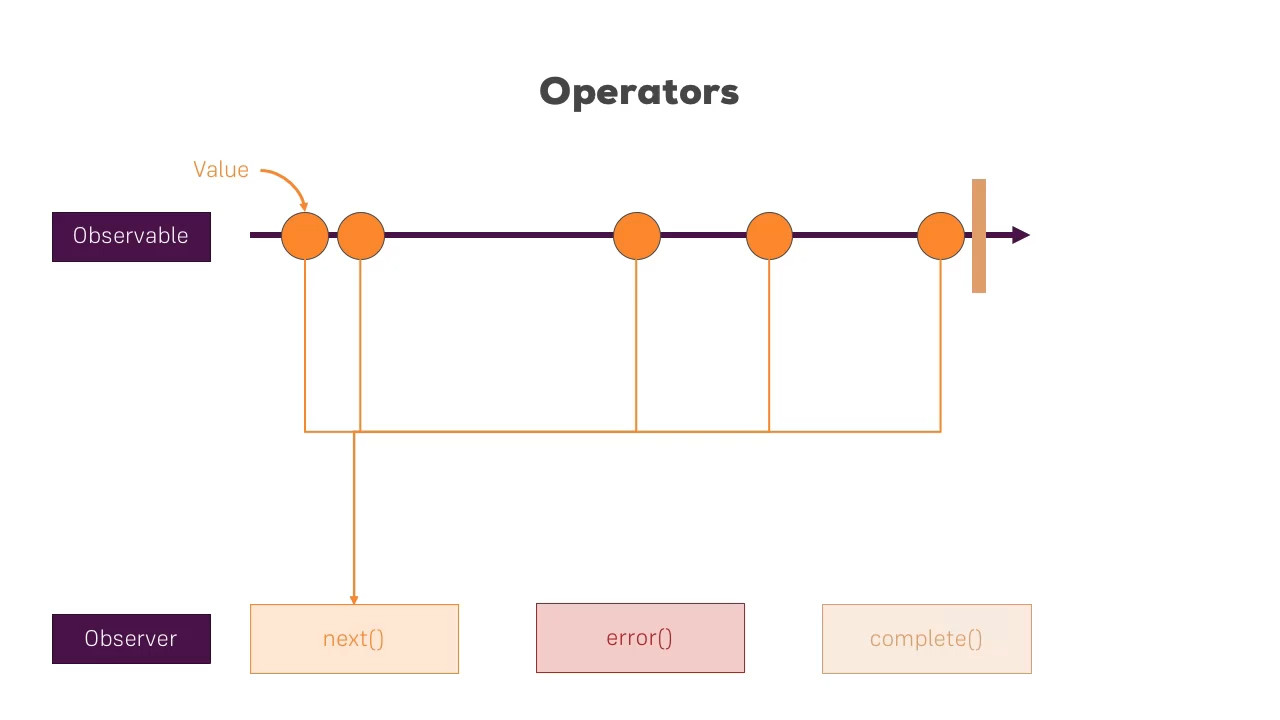 Operators
Value
Observable
Observer
next()
error()
complete()